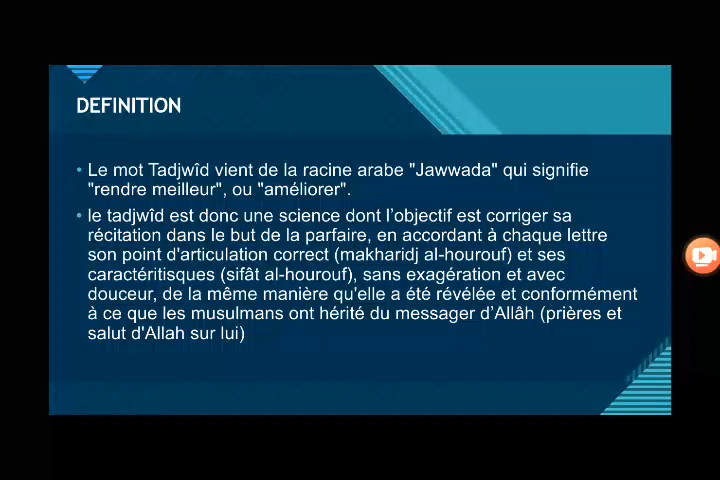 DEFINITION
• Le mot Tadjwîd vient de la racine arabe "Jawwada" qui signifie
"rendre meilleur", ou "améliorer".
• le tadjwîd est donc une science dont l'objectif est corriger sa
récitation dans le but de la parfaire, en accordant à chaque lettre
son point d'articulation correct (makharidj al-hourouf) et ses
caractéritisques (sifât al-hourouf), sans exagération et avec
douceur, de la même manière qu'elle a été révélée et conformément
à ce que les musulmans ont hérité du messager d'Allâh (prières et
salut d'Allah sur lui)